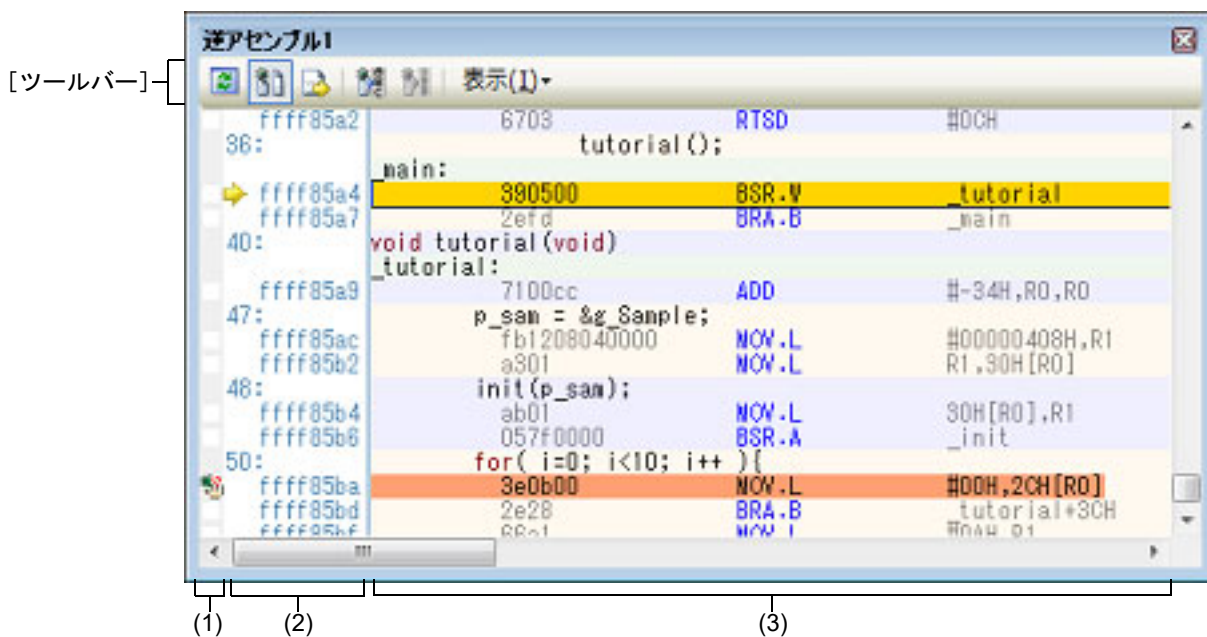 逆アセンブル1
[ツールバー]
表示(I)
ffff85a2 6703 RTSD #0CH
36: tutorial();
_main:
ffff85a4 390500 BSR.W _tutorial
ffff85a7 2efd BRA.B _main
40: void tutorial(void)
_tutorial:
ffff85a9 7100cc ADD #-34H,R0,R0
47: p_sam = &g_Sample;
ffff85ac fb1208040000 MOV.L #00000408H,R1
ffff85b2 a301 MOV.L R1,30H[R0]
48: init(p_sam);
ffff85b4 ab01 MOV.L 30H[R0],R1
ffff85b6 057f0000 BSR.A _init
50: for( i=0; i<10; i++ ){
ffff85ba 3e0b00 MOV.L #00H,2CH[R0]
ffff85bd 2e28 BRA.B _tutorial+3CH
ffff85bf MOV.L #0AH,R1
(1) (2) (3)